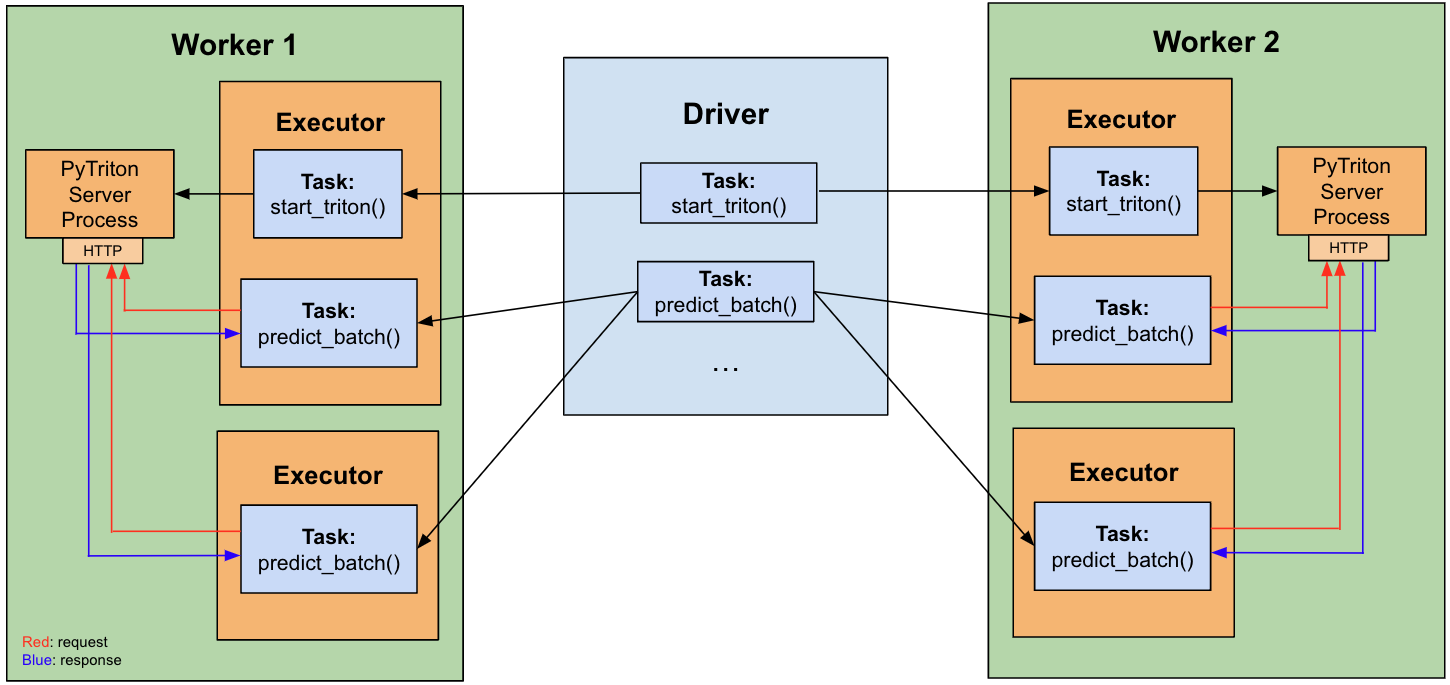 Worker 1
Executor
PyTriton
Server
Process
HTTP
Task:
start_triton()
Task:
predict_batch()
Executor
Task:
predict_batch()
Red: request
Blue: response
Driver
Task:
start_triton()
Task:
predict_batch()
...
Worker 2
Executor
Task:
start_triton()
PyTriton
Server
Process
HTTP
Task:
predict_batch()
Executor
Task:
predict_batch()